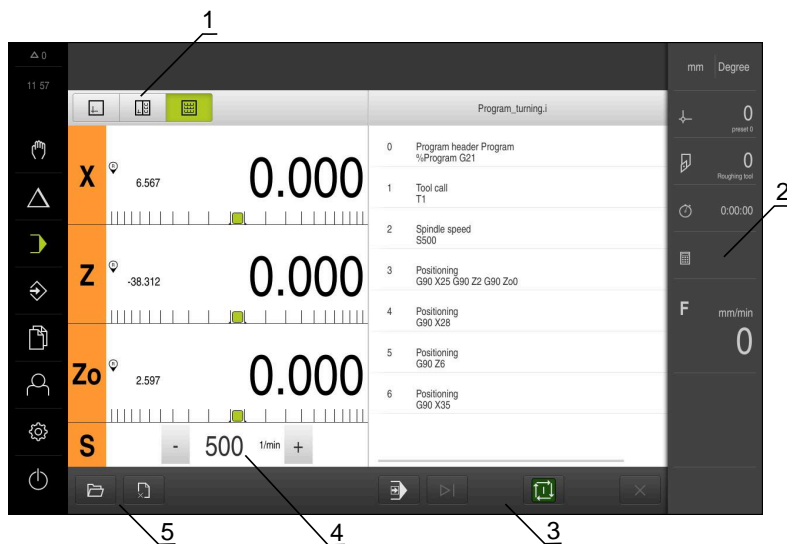 1
0
11 57
mm Degree
Program_turning.i
0
preset 0
0
Roughing tool
0:00:00
F mm/min
0
2
X R 6.567 0.000
Z R -38.312 0.000
Zo R 2.597 0.000
S - 500 1/min +
0 Program header Program
%Program G21
1 Tool call
T1
2 Spindle speed
S500
3 Positioning
G90 X25 G90 Z2 G90 Zo0
4 Positioning
G90 X28
5 Positioning
G90 Z6
6 Positioning
G90 X35
5
4
3